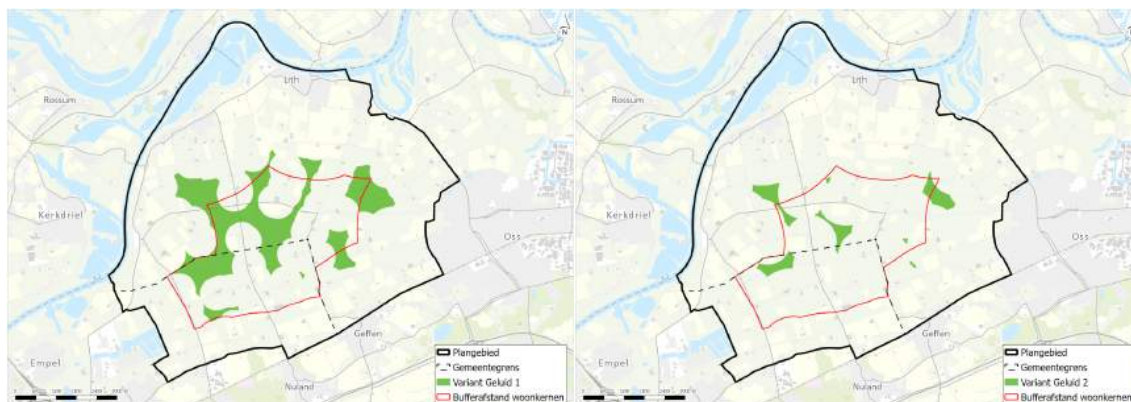 Lith
Rossum
Kerkdriel
Oss
Geffen
Empel
Nuland
Plangebied
Gemeentegrens
Variant Geluid 1
Bufferafstand woonkernen
N
Lith
Rossum
Kerkdriel
Oss
Geffen
Empel
Nuland
Plangebied
Gemeentegrens
Variant Geluid 2
Bufferafstand woonkernen